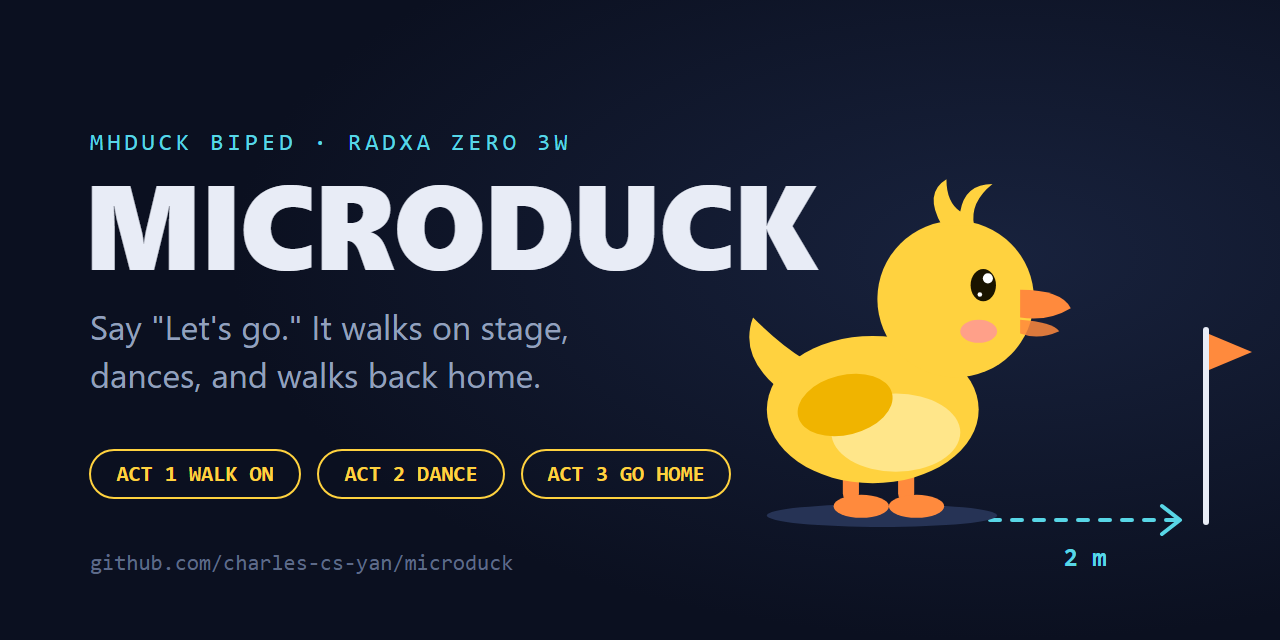 MHDUCK BIPED · RADXA ZERO 3W
MICRODUCK
Say "Let's go." It walks on stage,
dances, and walks back home.
ACT 1 WALK ON
ACT 2 DANCE
ACT 3 GO HOME
2 m
github.com/charles-cs-yan/microduck